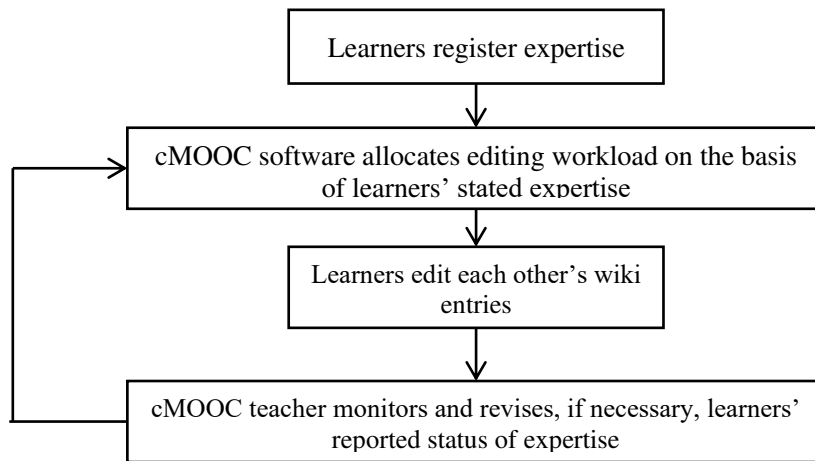 Learners register expertise
cMOOC software allocates editing workload on the basis
of learners’ stated expertise
Learners edit each other’s wiki
entries
cMOOC teacher monitors and revises, if necessary, learners’
reported status of expertise